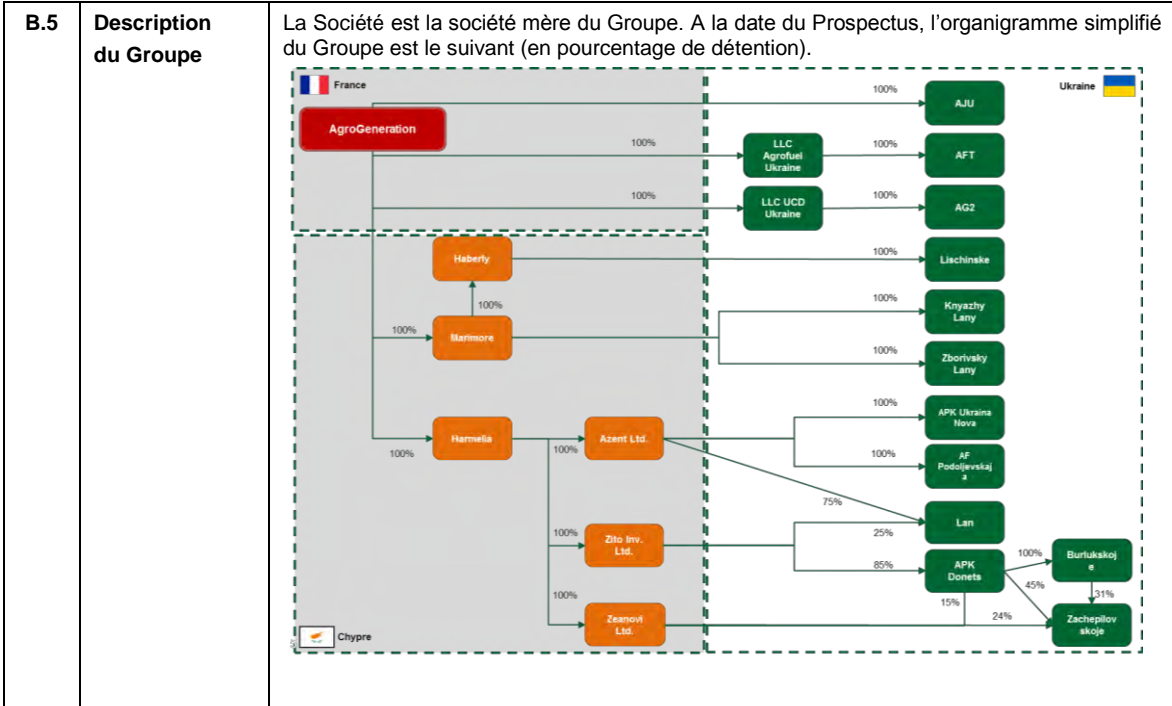 B.5
Description
du Groupe
La Société est la société mère du Groupe. A la date du Prospectus, l'organigramme simplifié
du Groupe est le suivant (en pourcentage de détention).
France
Ukraine
AgroGeneration
100%
AJU
100%
LLC
Agrofuel
Ukraine
100%
AFT
100%
LLC UCD
Ukraine
100%
AG2
Haberly
100%
Lischinske
100%
100%
Marimore
100%
Knyazhy
Lany
100%
Zborivsky
Lany
100%
Harmelia
100%
Azent Ltd.
100%
APK Ukraina
Nova
100%
AF
Podoljevskaj
a
75%
Lan
100%
Zito Inv.
Ltd.
25%
85%
APK
Donets
100%
Burlukskoj
e
45%
31%
100%
Zeanovi
Ltd.
15%
24%
Zachepilov
skoje
Chypre